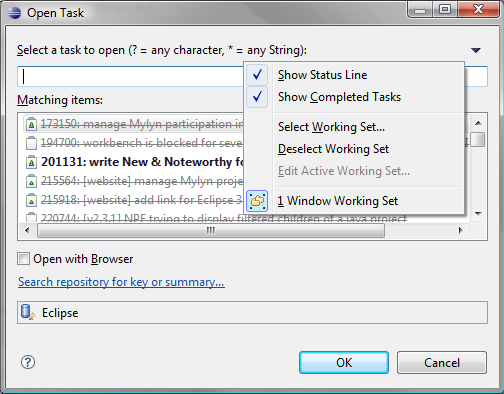 Open Task
Select a task to open (? = any character, * = any String):
Show Status Line
Show Completed Tasks
Select Working Set...
Deselect Working Set
Edit Active Working Set...
1 Window Working Set
Matching items:
173150: manage Mylyn participation in
194700: workbench is blocked for seve
201131: write New & Noteworthy fo
215564: [website] manage Mylyn proje
215918: [website] add link for Eclipse 3
220744: [v2.3.1] NPE trying to display filtered children of a java project
Open with Browser
Search repository for key or summary...
Eclipse
?
OK
Cancel